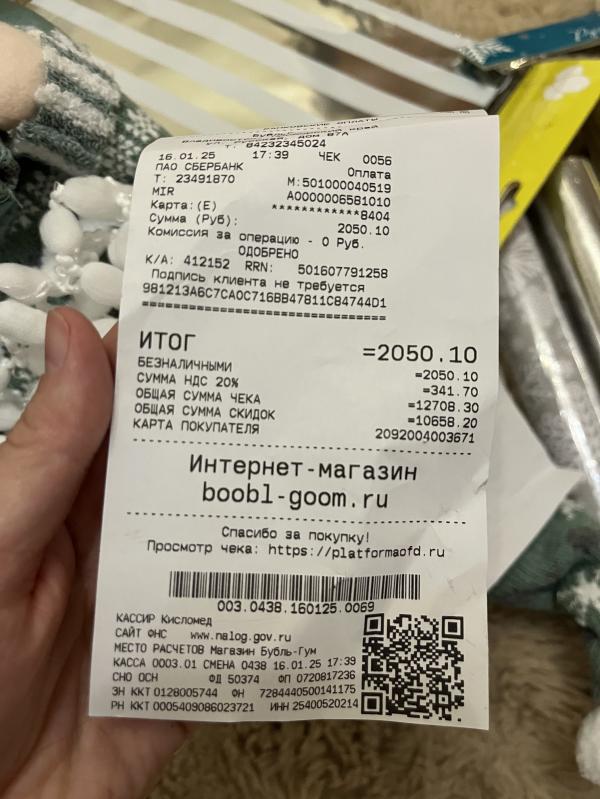 ДОМ 87А
Т. 84232345024
16.01.25 17:39 ЧЕК 0056
ПАО СБЕРБАНК Оплата
Т: 23491870 М:501000040519
MIR A0000006581010
Карта:(E) ************8404
Сумма (Руб): 2050.10
Комиссия за операцию - 0 Руб.
ОДОБРЕНО
К/А: 412152 RRN: 501607791258
Подпись клиента не требуется
981213A6C7CA0C716BB47811C84744D1
==============================
ИТОГ =2050.10
БЕЗНАЛИЧНЫМИ =2050.10
СУММА НДС 20% =341.70
ОБЩАЯ СУММА ЧЕКА =12708.30
ОБЩАЯ СУММА СКИДОК =10658.20
КАРТА ПОКУПАТЕЛЯ 2092004003671
Интернет-магазин
boobl-goom.ru
Спасибо за покупку!
Просмотр чека: https://platformaofd.ru
003.0438.160125.0069
КАССИР Кисломед
САЙТ ФНС www.nalog.gov.ru
МЕСТО РАСЧЕТОВ Магазин Бубль-Гум
КАССА 0003.01 СМЕНА 0438 16.01.25 17:39
СНО ОСН ФД 50374 ФП 0720817236
ЗН ККТ 0128005744 ФН 7284440500141175
РН ККТ 0005409086023721 ИНН 25400520214